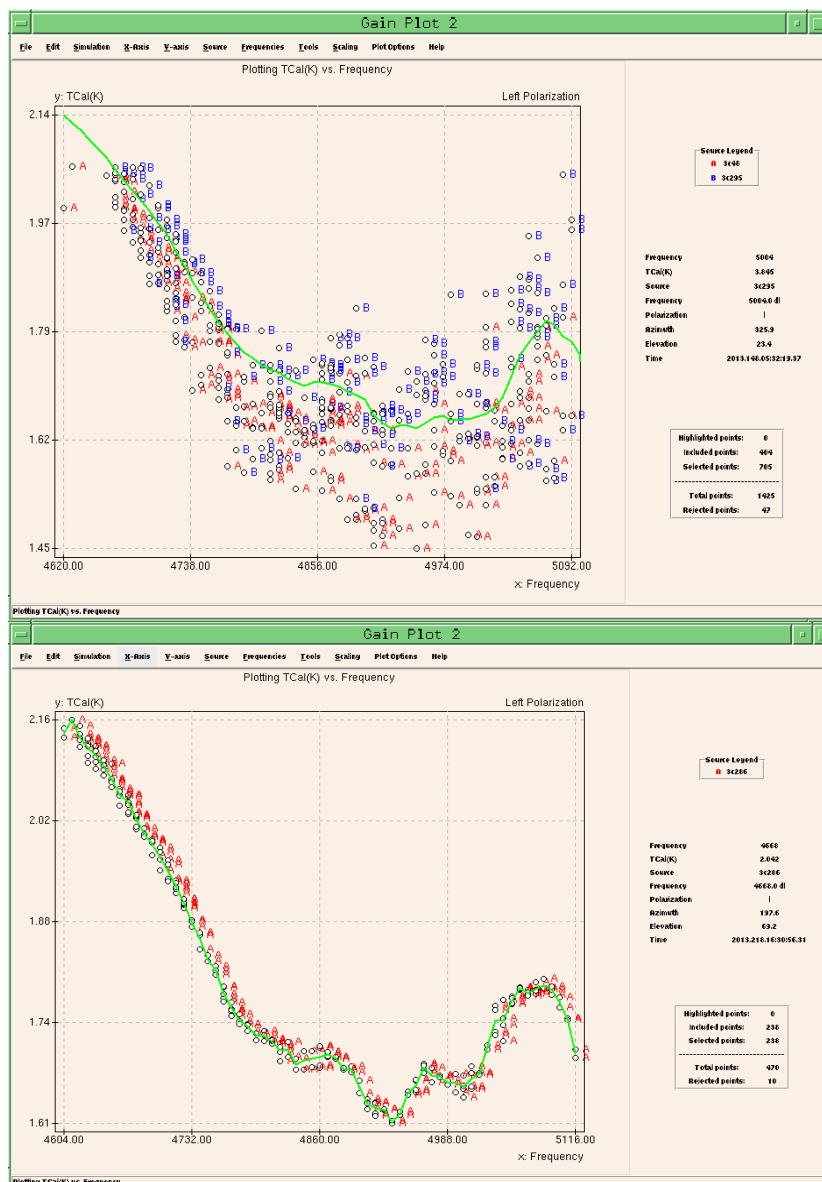 Gain Plot 2
File Edit Simulation X-Axis Y-axis Source Frequencies Tools Scaling Plot Options Help
Plotting TCal(K) vs. Frequency
y: TCal(K) Left Polarization
2.14
1.97
1.79
1.62
1.45
4620.00 4738.00 4856.00 4974.00 5092.00
x: Frequency
Source Legend
A 3c48
B 3c295
Frequency 5004
TCal(K) 3.845
Source 3c295
Frequency 5004.0 dl
Polarization l
Azimuth 325.9
Elevation 23.4
Time 2013.148.05:32:19.37
Highlighted points: 0
Included points: 404
Selected points: 705
Total points: 1425
Rejected points: 47
Plotting TCal(K) vs. Frequency
Gain Plot 2
File Edit Simulation X-Axis Y-axis Source Frequencies Tools Scaling Plot Options Help
Plotting TCal(K) vs. Frequency
y: TCal(K) Left Polarization
2.16
2.02
1.88
1.74
1.61
4604.00 4732.00 4860.00 4988.00 5116.00
x: Frequency
Source Legend
A 3c286
Frequency 4668
TCal(K) 2.042
Source 3c286
Frequency 4668.0 dl
Polarization l
Azimuth 197.6
Elevation 69.2
Time 2013.218.16:30:56.31
Highlighted points: 0
Included points: 238
Selected points: 238
Total points: 470
Rejected points: 10
Plotting TCal(K) vs. Frequency